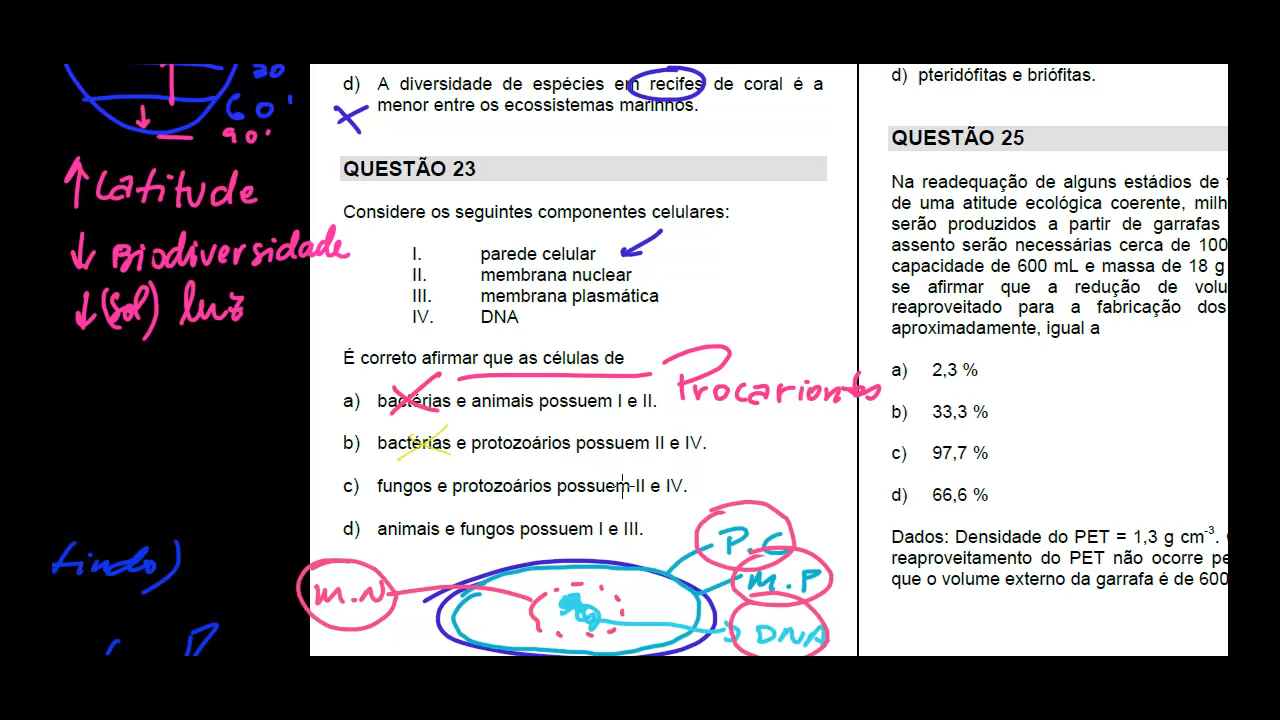 30
60°
90°
↑ Latitude
↓ Biodiversidade
↓ (Sol) luz
tindo)
d) A diversidade de espécies em recifes de coral é a
menor entre os ecossistemas marinhos.
QUESTÃO 23
Considere os seguintes componentes celulares:
I. parede celular
II. membrana nuclear
III. membrana plasmática
IV. DNA
É correto afirmar que as células de
Procarionts
a) bactérias e animais possuem I e II.
b) bactérias e protozoários possuem II e IV.
c) fungos e protozoários possuem II e IV.
d) animais e fungos possuem I e III.
P.C
M.P
M.N
DNA
d) pteridófitas e briófitas.
QUESTÃO 25
Na readequação de alguns estádios de
de uma atitude ecológica coerente, milh
serão produzidos a partir de garrafas
assento serão necessárias cerca de 100
capacidade de 600 mL e massa de 18 g
se afirmar que a redução de volu
reaproveitado para a fabricação dos
aproximadamente, igual a
a) 2,3 %
b) 33,3 %
c) 97,7 %
d) 66,6 %
Dados: Densidade do PET = 1,3 g cm⁻³.
reaproveitamento do PET não ocorre pe
que o volume externo da garrafa é de 600